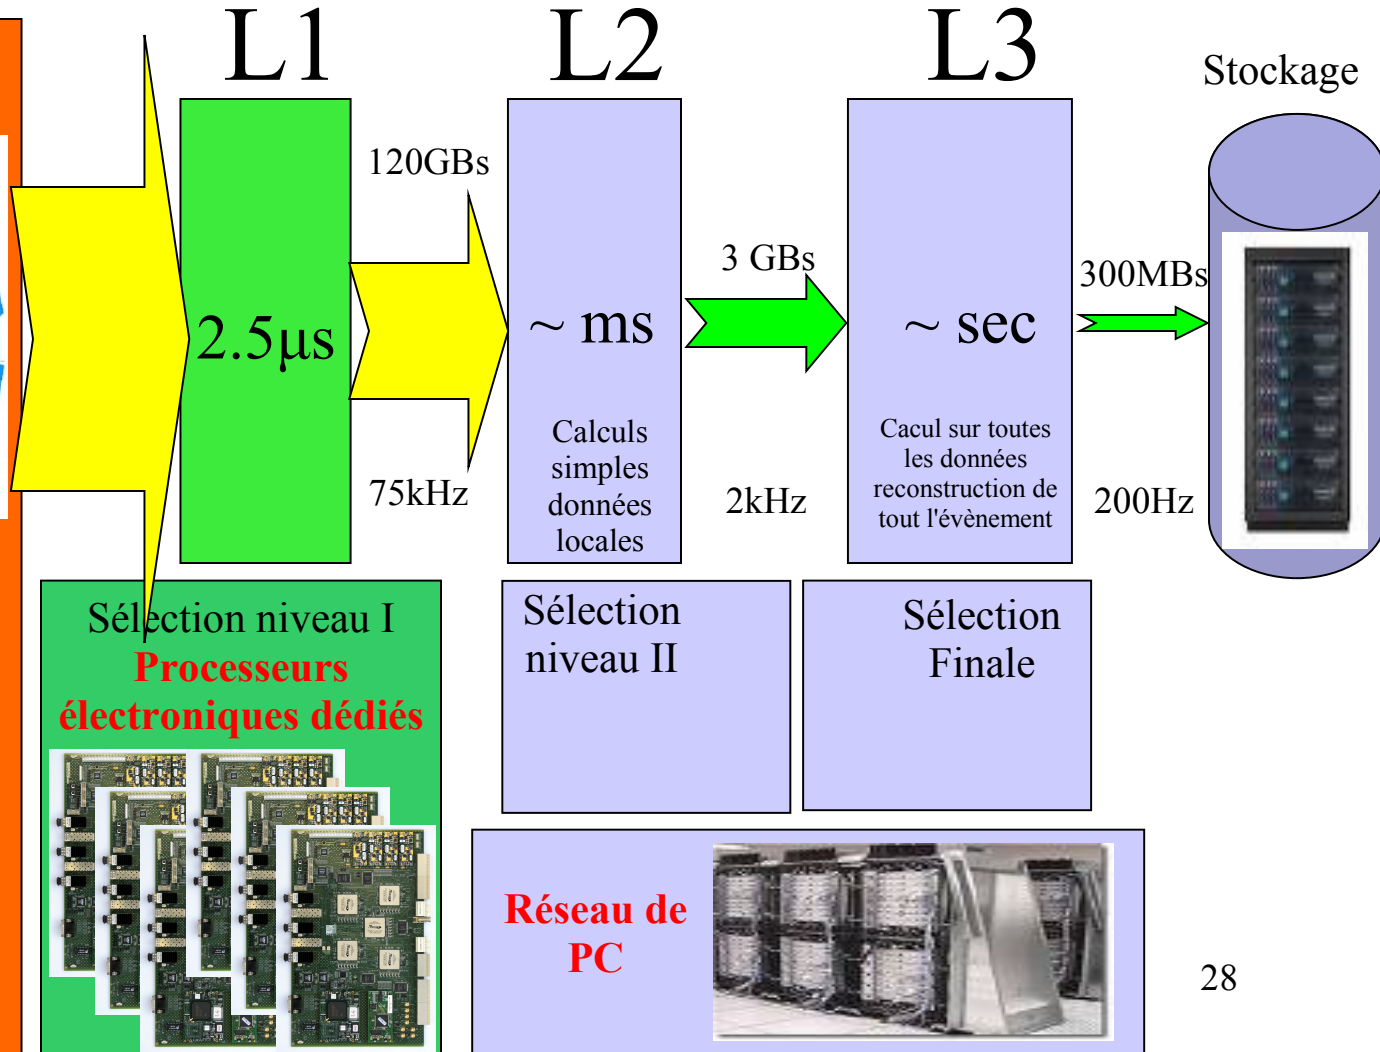 L1
L2
L3
Stockage
120GBs
3 GBs
300MBs
2.5μs
~ ms
~ sec
Calculs
simples
données
locales
Cacul sur toutes
les données
reconstruction de
tout l'évènement
75kHz
2kHz
200Hz
Sélection niveau I
Processeurs
électroniques dédiés
Sélection
niveau II
Sélection
Finale
Réseau de
PC
28